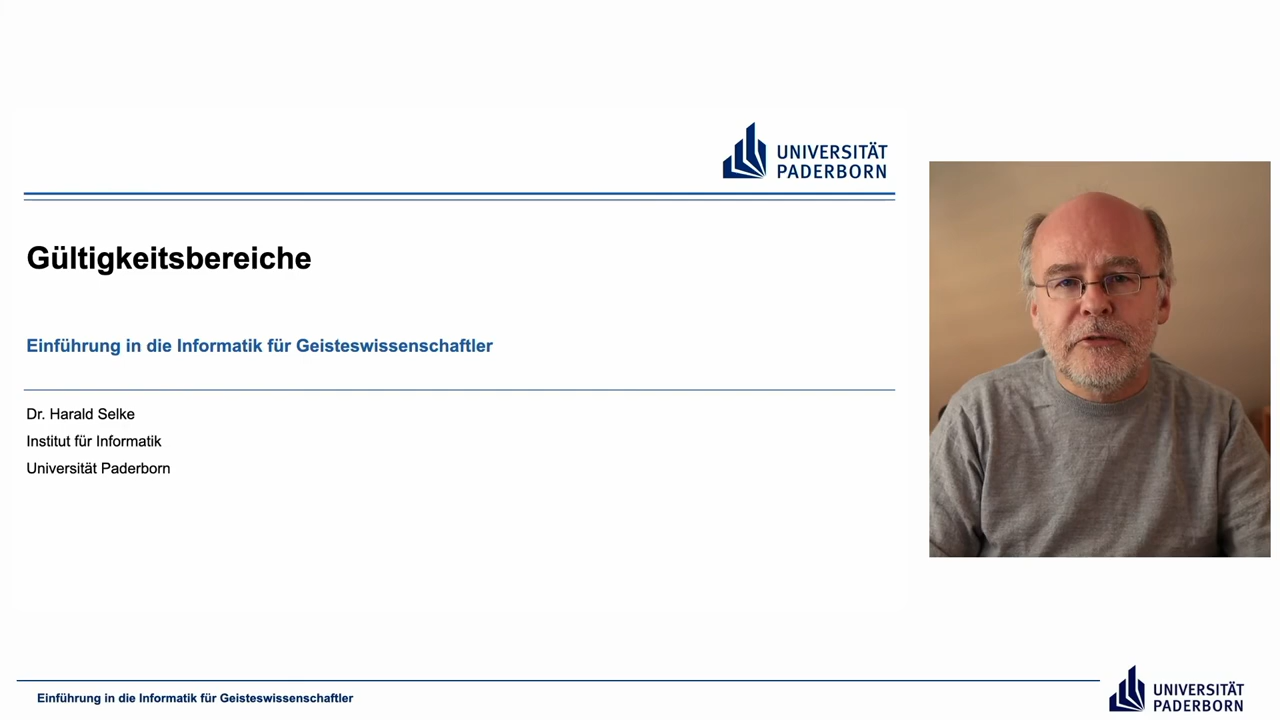 UNIVERSITÄT
PADERBORN
Gültigkeitsbereiche
Einführung in die Informatik für Geisteswissenschaftler
Dr. Harald Selke
Institut für Informatik
Universität Paderborn
Einführung in die Informatik für Geisteswissenschaftler
UNIVERSITÄT
PADERBORN